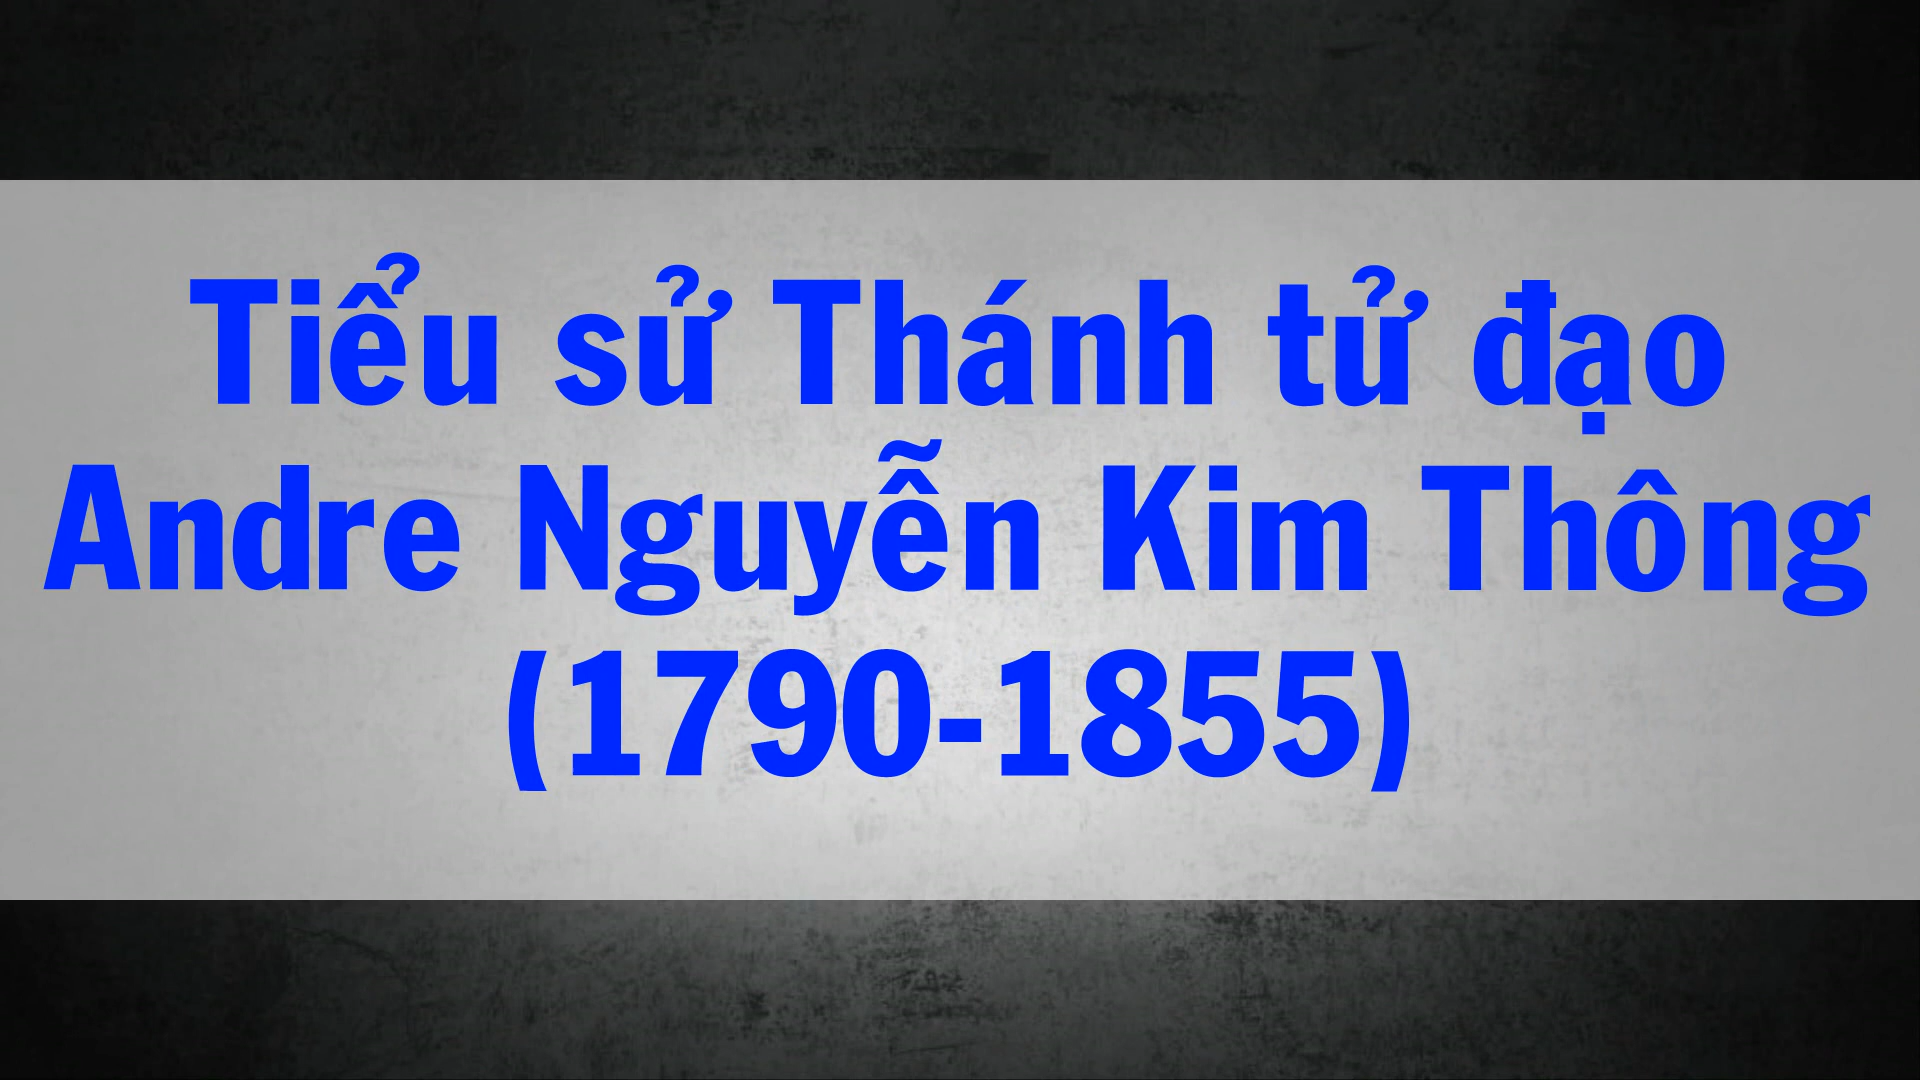 Tiểu sử Thánh tử đạo
Andre Nguyễn Kim Thông
(1790-1855)